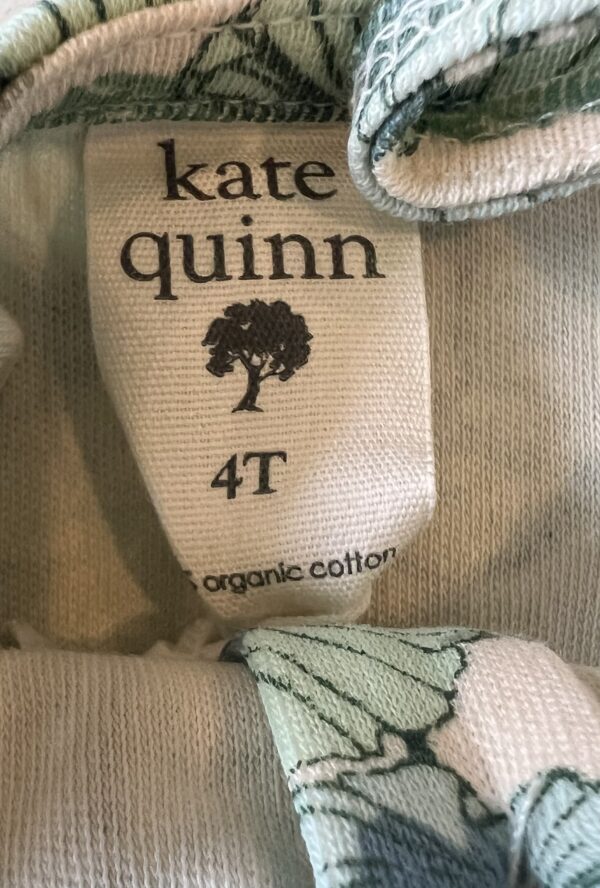 kate
quinn
4T
organic cotton